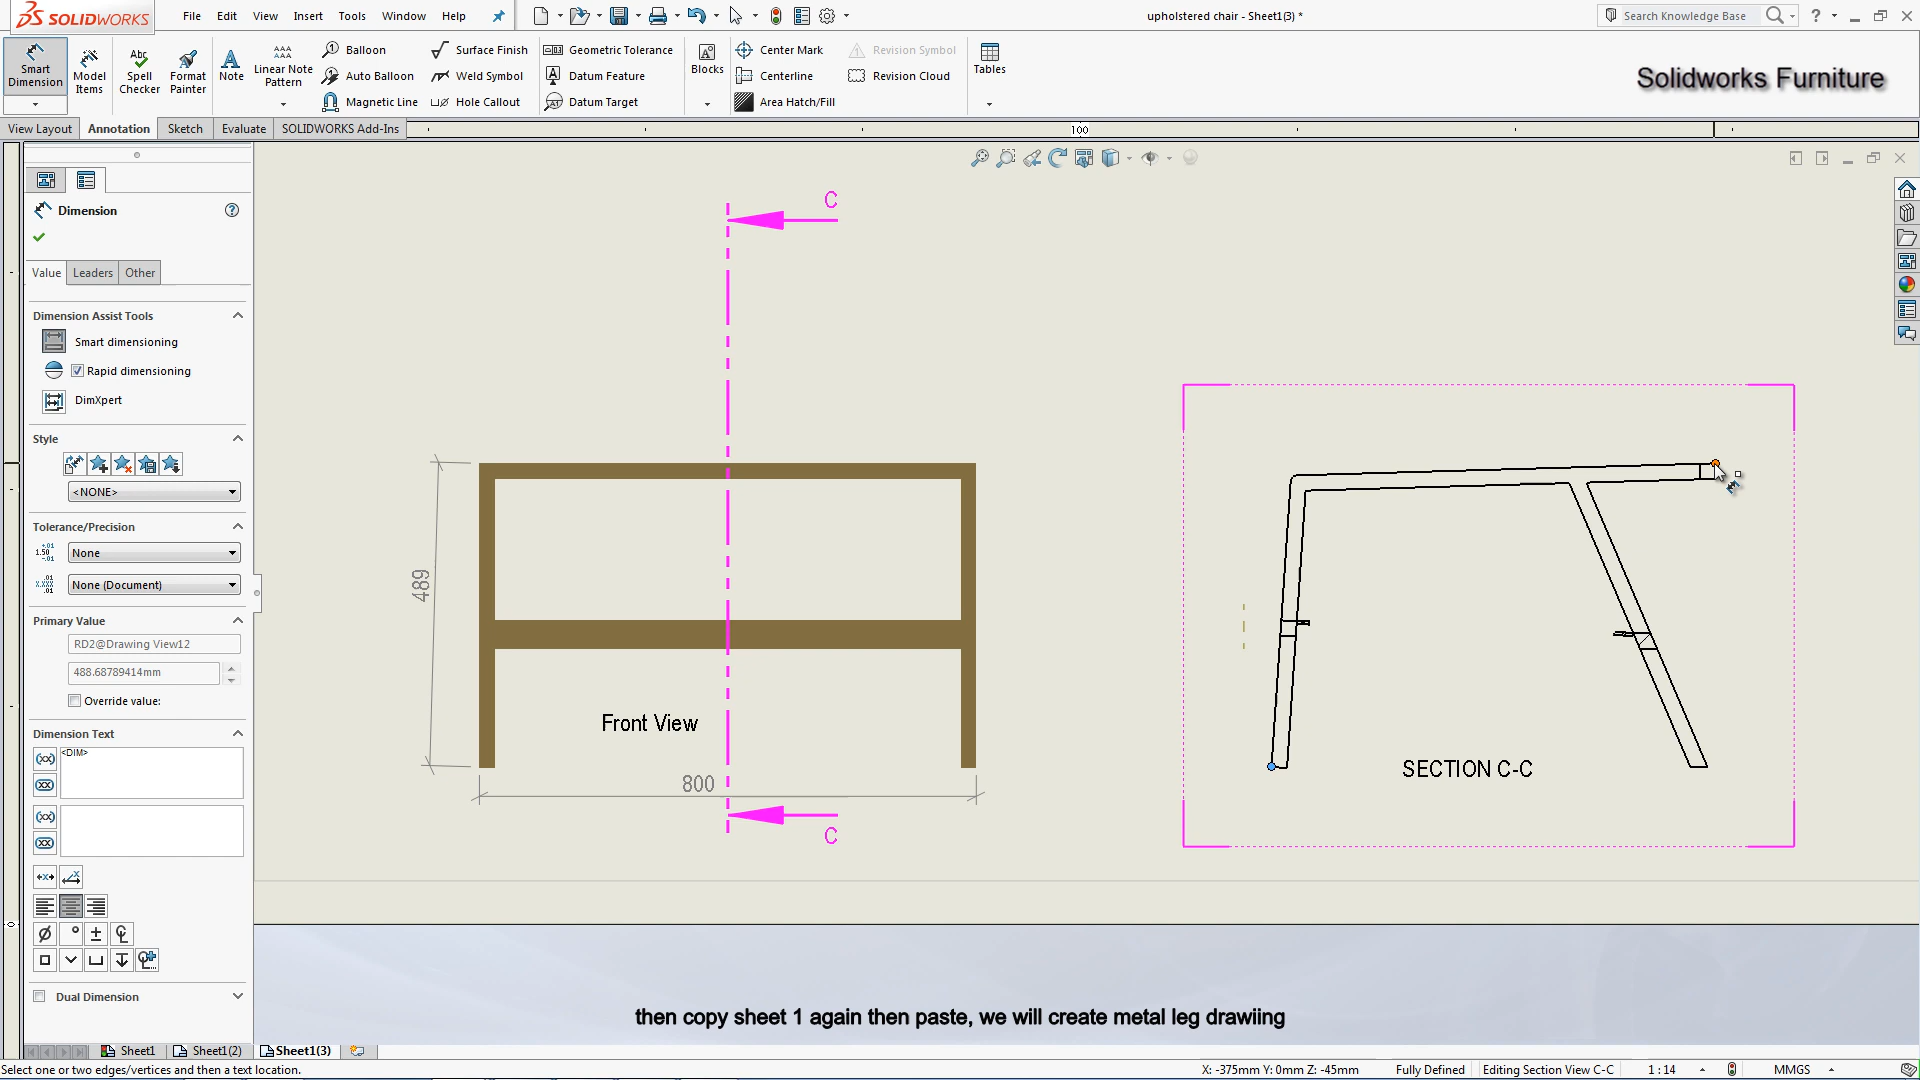 SOLIDWORKS
File Edit View Insert Tools Window Help
upholstered chair - Sheet1(3) *
Search Knowledge Base
Smart Dimension
Model Items
Spell Checker
Format Painter
Note
Linear Note Pattern
Balloon
Auto Balloon
Magnetic Line
Surface Finish
Weld Symbol
Hole Callout
Geometric Tolerance
Datum Feature
Datum Target
Blocks
Center Mark
Centerline
Area Hatch/Fill
Revision Symbol
Revision Cloud
Tables
Solidworks Furniture
View Layout Annotation Sketch Evaluate SOLIDWORKS Add-Ins
100
Dimension
Value Leaders Other
Dimension Assist Tools
Smart dimensioning
Rapid dimensioning
DimXpert
Style
<NONE>
Tolerance/Precision
None
None (Document)
Primary Value
RD2@Drawing View12
488.68789414mm
Override value:
Dimension Text
<DIM>
Dual Dimension
C
489
Front View
800
C
SECTION C-C
then copy sheet 1 again then paste, we will create metal leg drawiing
Sheet1 Sheet1(2) Sheet1(3)
Select one or two edges/vertices and then a text location.
X: -375mm Y: 0mm Z: -45mm
Fully Defined
Editing Section View C-C
1 : 14
MMGS